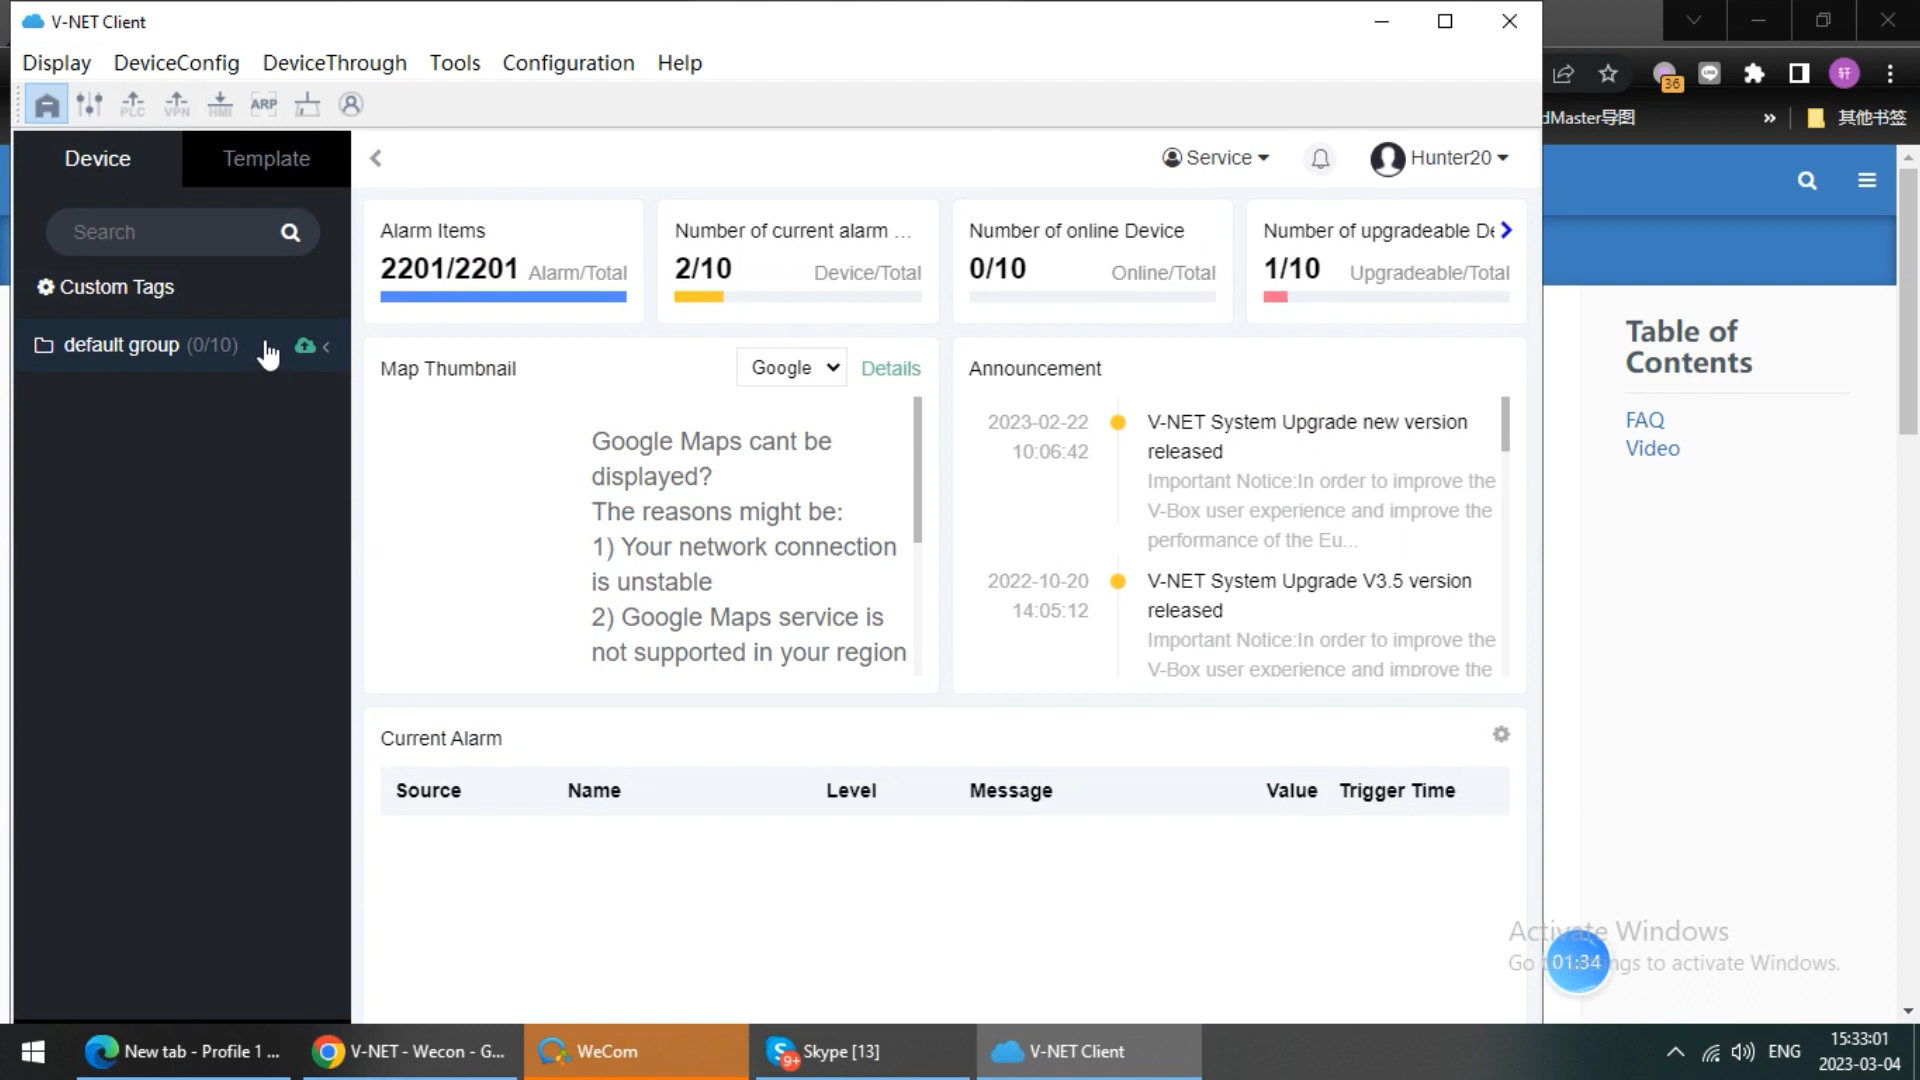 V-NET Client
Display DeviceConfig DeviceThrough Tools Configuration Help
PLC VPN HMI ARP
36
轩
dMaster导图
»
其他书签
Device Template
Service
Hunter20
Search
Custom Tags
default group (0/10)
Alarm Items
2201/2201 Alarm/Total
Number of current alarm ...
2/10 Device/Total
Number of online Device
0/10 Online/Total
Number of upgradeable De
1/10 Upgradeable/Total
Map Thumbnail
Google
Details
Google Maps cant be
displayed?
The reasons might be:
1) Your network connection
is unstable
2) Google Maps service is
not supported in your region
Announcement
2023-02-22
10:06:42
V-NET System Upgrade new version
released
Important Notice:In order to improve the
V-Box user experience and improve the
performance of the Eu...
2022-10-20
14:05:12
V-NET System Upgrade V3.5 version
released
Important Notice:In order to improve the
V-Box user experience and improve the
Current Alarm
Source Name Level Message Value Trigger Time
Table of
Contents
FAQ
Video
Activate Windows
Go to ngs to activate Windows.
01:34
New tab - Profile 1 ...
V-NET - Wecon - G...
WeCom
9+
Skype [13]
V-NET Client
ENG
15:33:01
2023-03-04